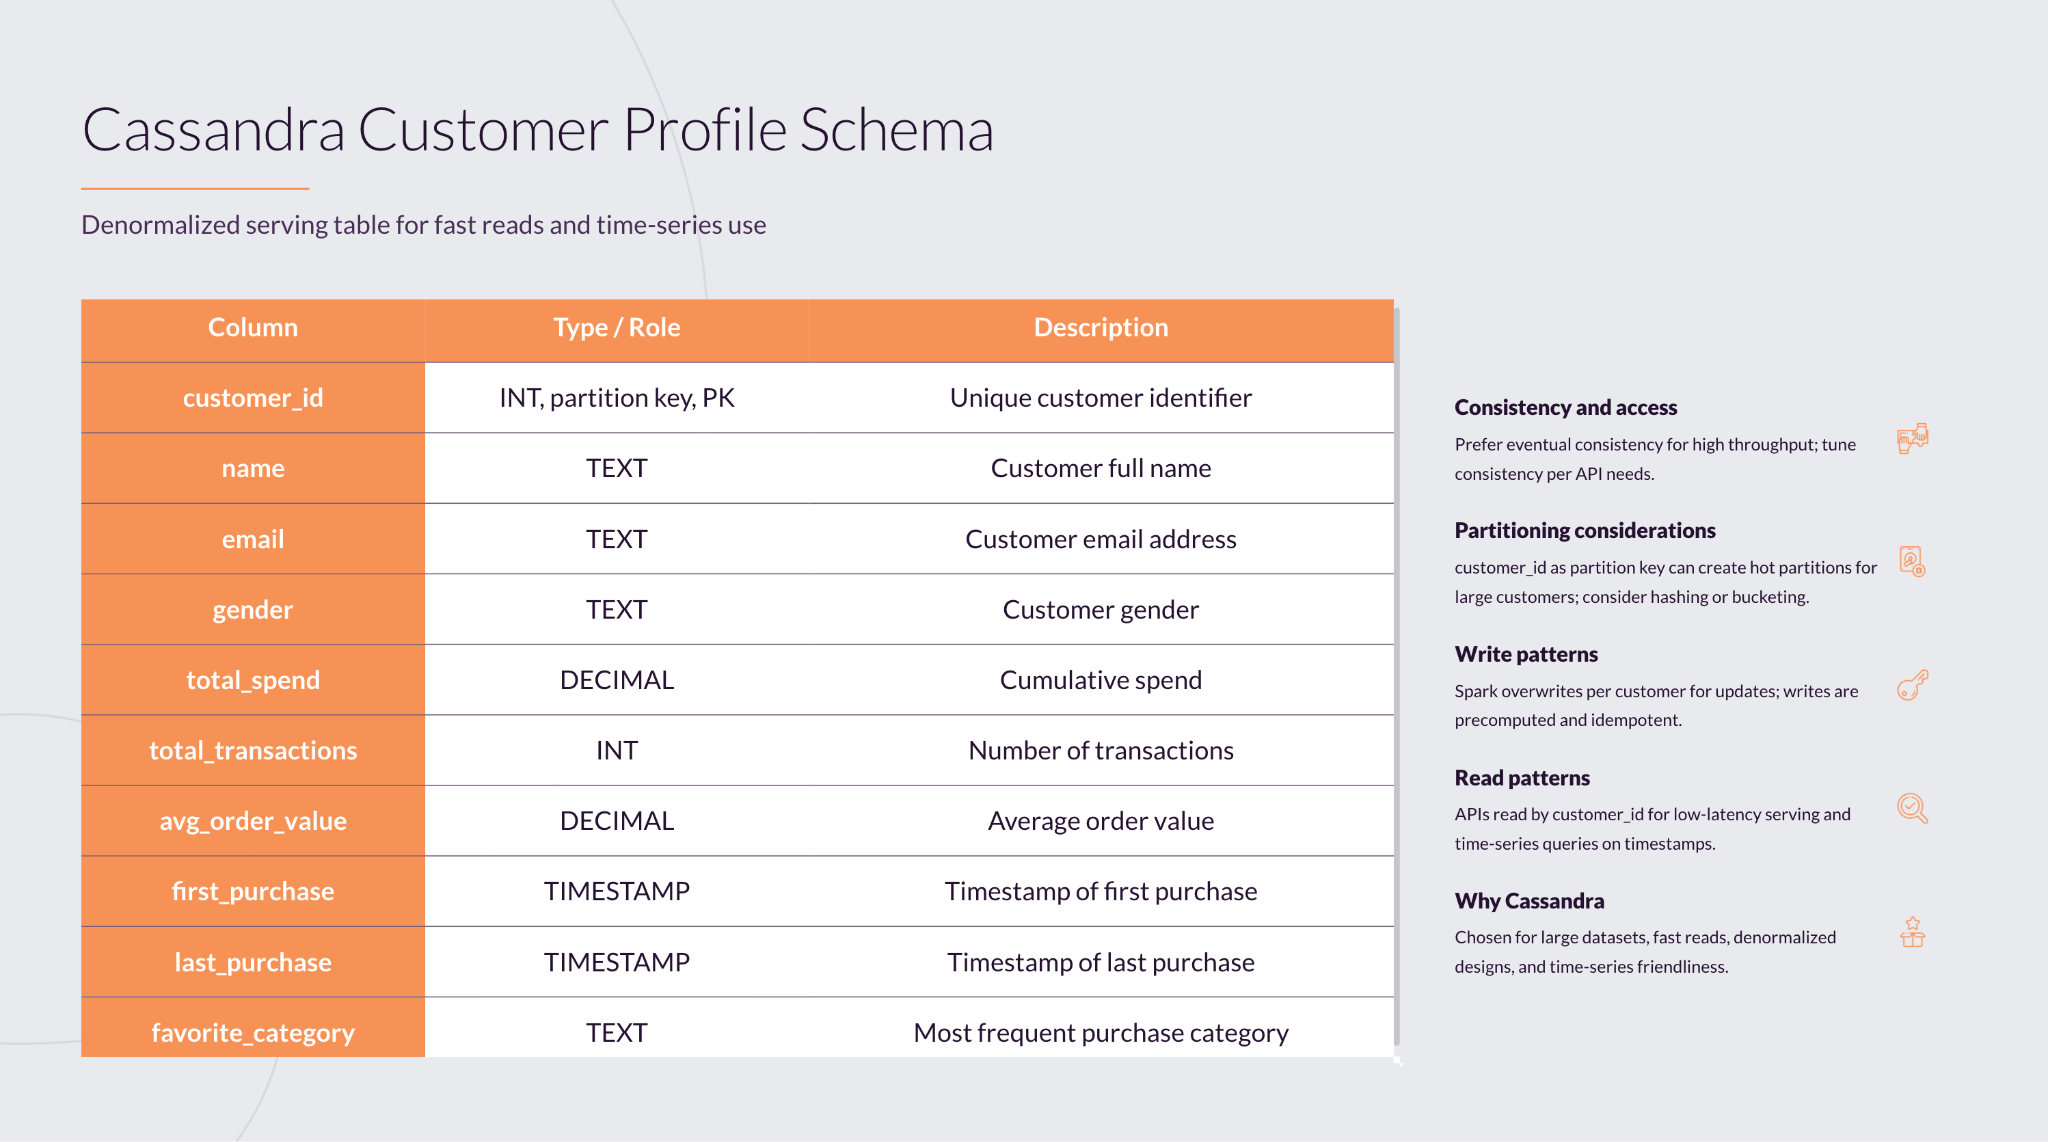 Cassandra Customer Profile Schema
Denormalized serving table for fast reads and time-series use
Column Type / Role Description
customer_id INT, partition key, PK Unique customer identifier
name TEXT Customer full name
email TEXT Customer email address
gender TEXT Customer gender
total_spend DECIMAL Cumulative spend
total_transactions INT Number of transactions
avg_order_value DECIMAL Average order value
first_purchase TIMESTAMP Timestamp of first purchase
last_purchase TIMESTAMP Timestamp of last purchase
favorite_category TEXT Most frequent purchase category
Consistency and access
Prefer eventual consistency for high throughput; tune
consistency per API needs.
Partitioning considerations
customer_id as partition key can create hot partitions for
large customers; consider hashing or bucketing.
Write patterns
Spark overwrites per customer for updates; writes are
precomputed and idempotent.
Read patterns
APIs read by customer_id for low-latency serving and
time-series queries on timestamps.
Why Cassandra
Chosen for large datasets, fast reads, denormalized
designs, and time-series friendliness.